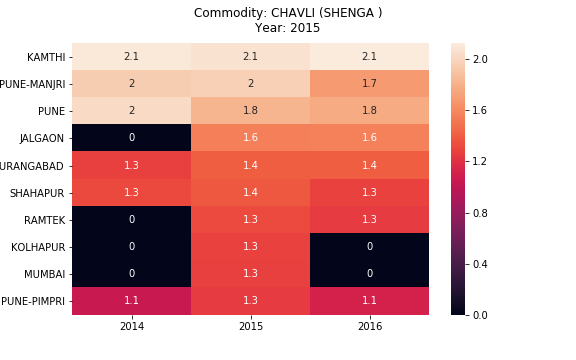 Commodity: CHAVLI (SHENGA )
Year: 2015
KAMTHI 2.1 2.1 2.1
PUNE-MANJRI 2 2 1.7
PUNE 2 1.8 1.8
JALGAON 0 1.6 1.6
URANGABAD 1.3 1.4 1.4
SHAHAPUR 1.3 1.4 1.3
RAMTEK 0 1.3 1.3
KOLHAPUR 0 1.3 0
MUMBAI 0 1.3 0
PUNE-PIMPRI 1.1 1.3 1.1
2014 2015 2016
2.0
1.6
1.2
0.8
0.4
0.0